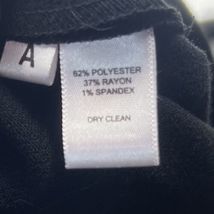 A
62% POLYESTER
37% RAYON
1% SPANDEX
DRY CLEAN